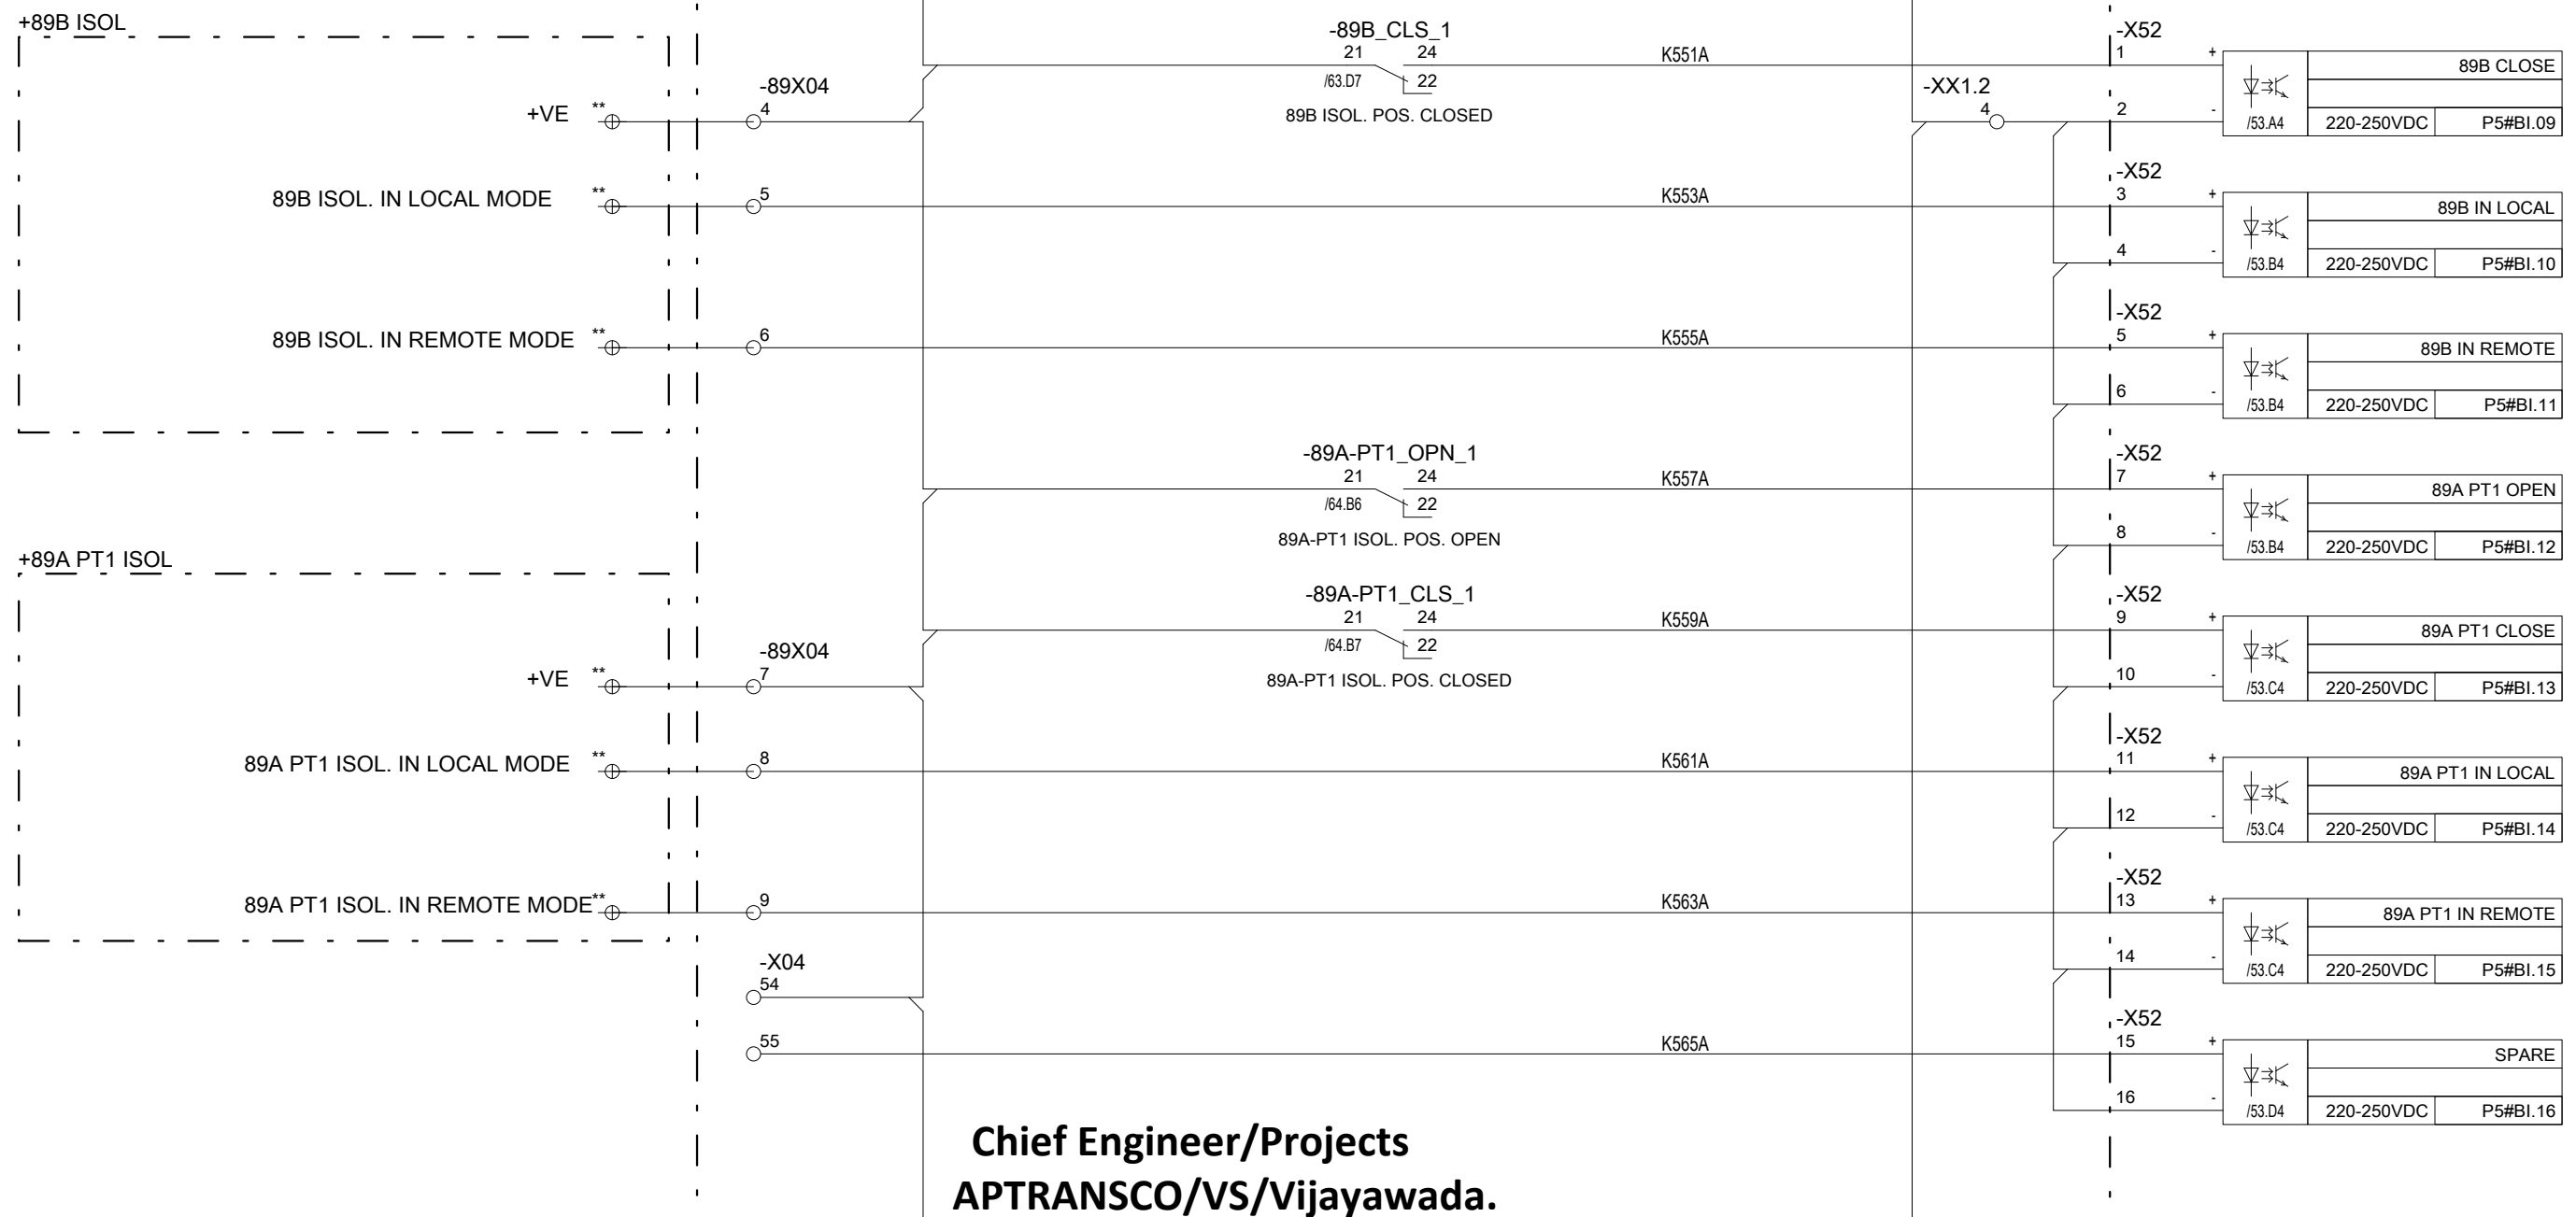 +89B ISOL
-89B_CLS_1
21 24
K551A
-X52
1 +
89B CLOSE
/63.D7 22
-89X04
-XX1.2
+VE ** 4
89B ISOL. POS. CLOSED
4
2 -
/53.A4 220-250VDC P5#BI.09
-X52
89B ISOL. IN LOCAL MODE ** 5
K553A
3 +
89B IN LOCAL
4 -
/53.B4 220-250VDC P5#BI.10
-X52
89B ISOL. IN REMOTE MODE ** 6
K555A
5 +
89B IN REMOTE
6 -
/53.B4 220-250VDC P5#BI.11
-89A-PT1_OPN_1
-X52
21 24
K557A
7 +
89A PT1 OPEN
/64.B6 22
89A-PT1 ISOL. POS. OPEN
8 -
/53.B4 220-250VDC P5#BI.12
+89A PT1 ISOL
-89A-PT1_CLS_1
-X52
21 24
K559A
9 +
89A PT1 CLOSE
/64.B7 22
-89X04
+VE ** 7
89A-PT1 ISOL. POS. CLOSED
10 -
/53.C4 220-250VDC P5#BI.13
-X52
89A PT1 ISOL. IN LOCAL MODE ** 8
K561A
11 +
89A PT1 IN LOCAL
12 -
/53.C4 220-250VDC P5#BI.14
-X52
89A PT1 ISOL. IN REMOTE MODE ** 9
K563A
13 +
89A PT1 IN REMOTE
-X04
54
14 -
/53.C4 220-250VDC P5#BI.15
-X52
55
K565A
15 +
SPARE
16 -
/53.D4 220-250VDC P5#BI.16
Chief Engineer/Projects
APTRANSCO/VS/Vijayawada.